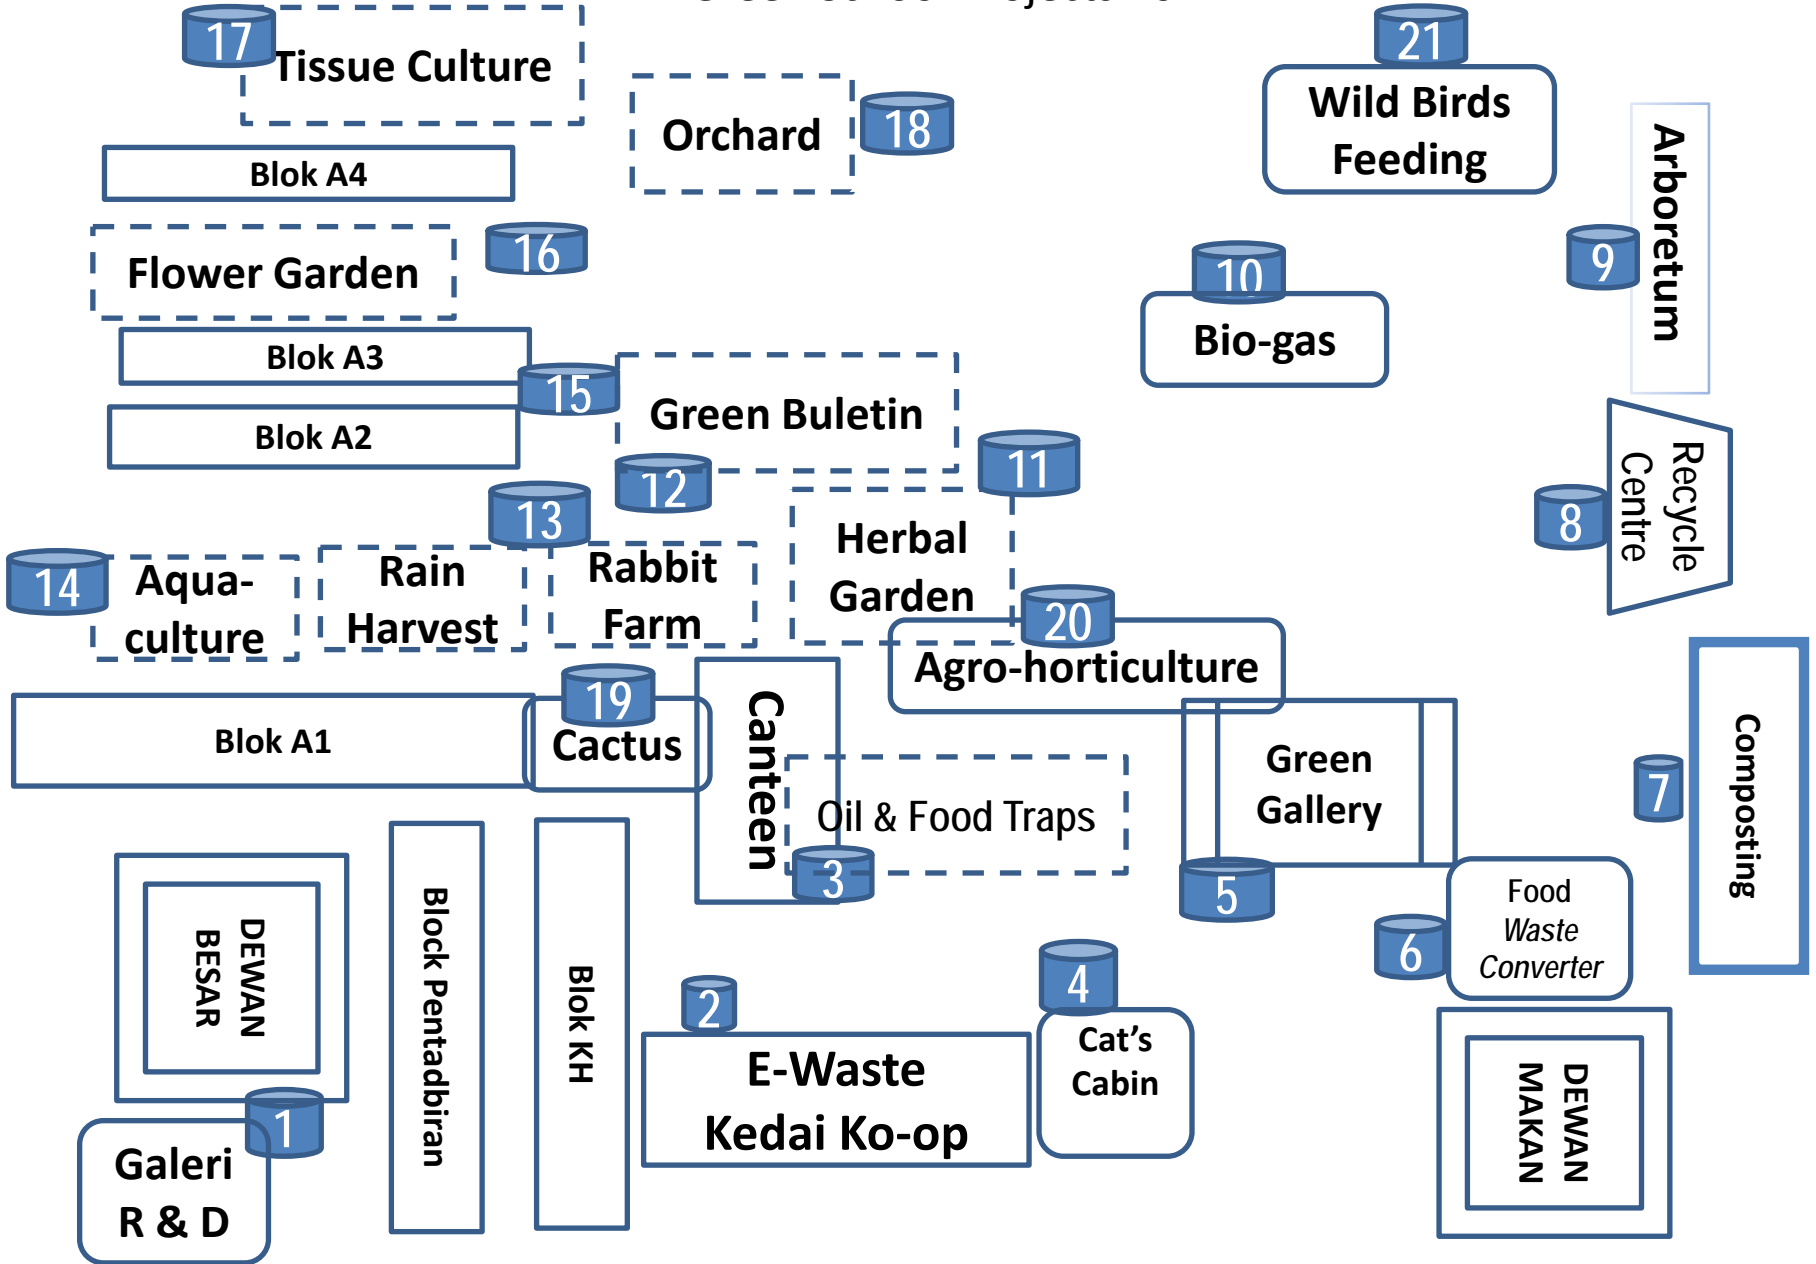 17
Tissue Culture
21
Wild Birds
Feeding
Orchard
18
Arboretum
Blok A4
16
Flower Garden
9
10
Bio-gas
Blok A3
15
Green Buletin
Blok A2
11
12
13
Recycle
Centre
8
14
Aqua-
culture
Rain
Harvest
Rabbit
Farm
Herbal
Garden
20
Agro-horticulture
19
Cactus
Blok A1
Canteen
Oil & Food Traps
3
Green
Gallery
5
7
Composting
Food
Waste
Converter
6
DEWAN
BESAR
1
Galeri
R & D
Block Pentadbiran
Blok KH
2
E-Waste
Kedai Ko-op
4
Cat's
Cabin
DEWAN
MAKAN